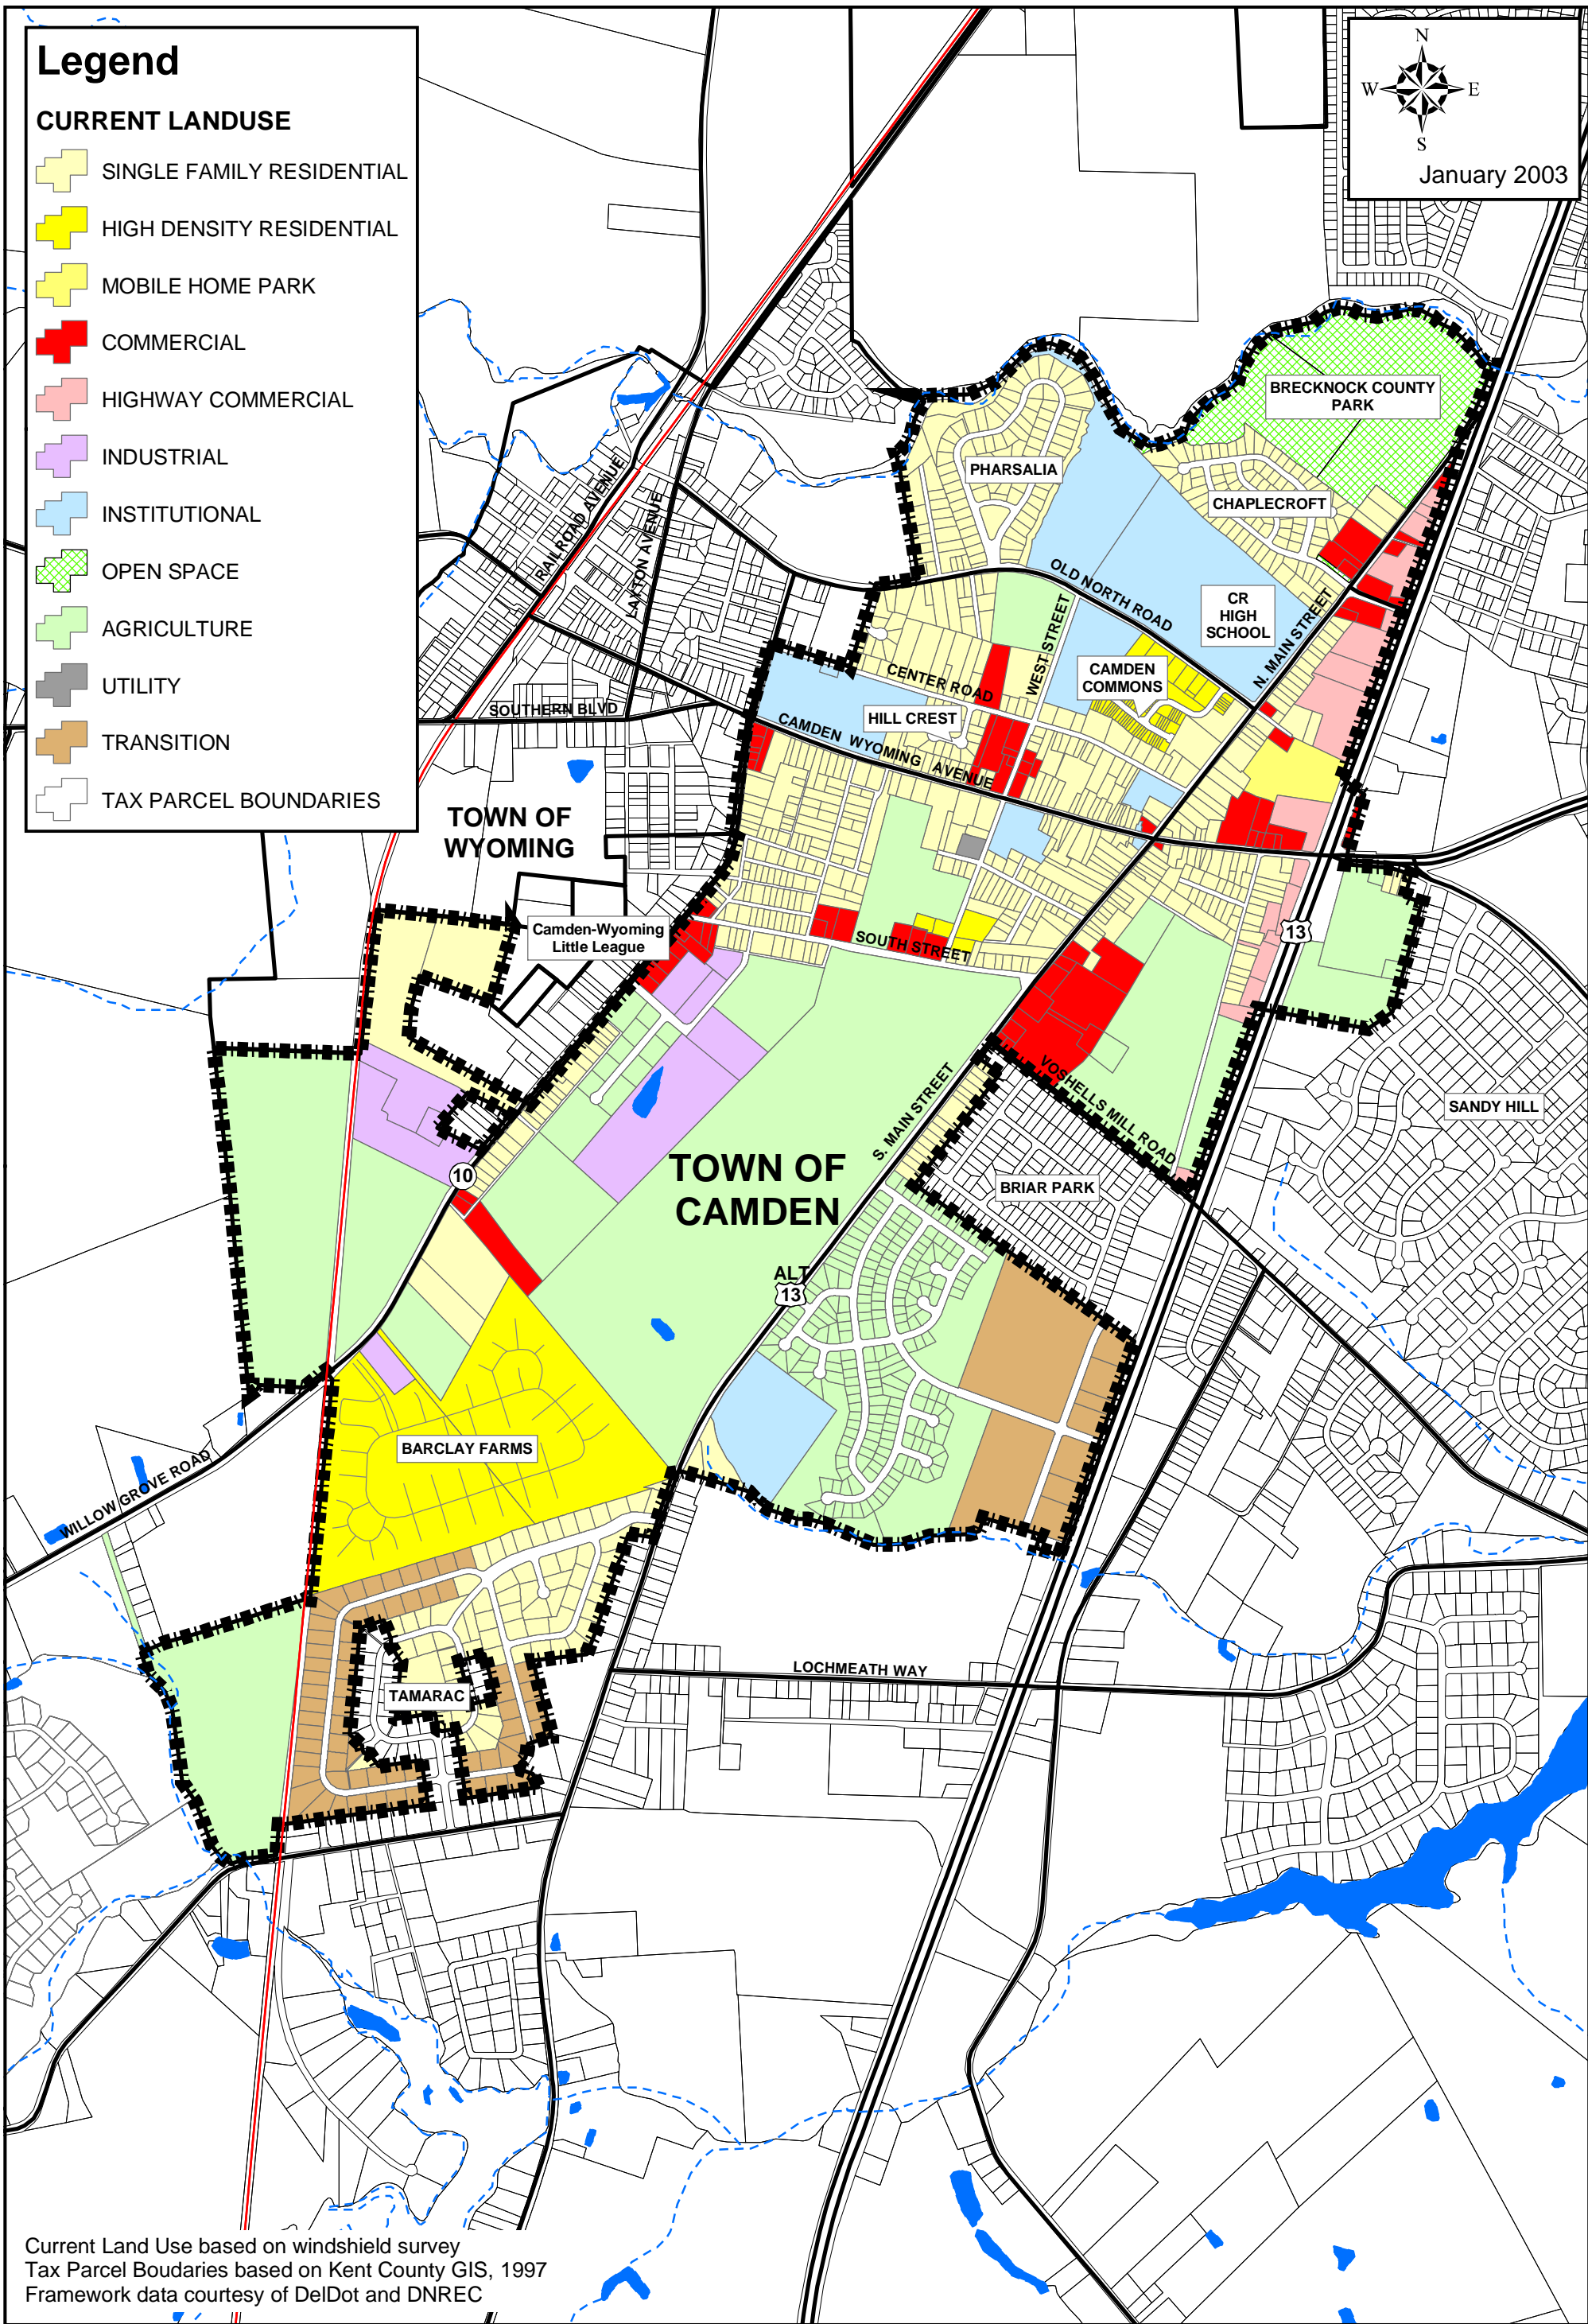 Legend
CURRENT LANDUSE
SINGLE FAMILY RESIDENTIAL
HIGH DENSITY RESIDENTIAL
MOBILE HOME PARK
COMMERCIAL
HIGHWAY COMMERCIAL
INDUSTRIAL
INSTITUTIONAL
OPEN SPACE
AGRICULTURE
UTILITY
TRANSITION
TAX PARCEL BOUNDARIES
N
W
E
S
January 2003
BRECKNOCK COUNTY
PARK
PHARSALIA
CHAPLECROFT
RAILROAD AVENUE
LAYTON AVENUE
OLD NORTH ROAD
WEST STREET
CR
HIGH
SCHOOL
N. MAIN STREET
CAMDEN
COMMONS
CENTER ROAD
SOUTHERN BLVD
HILL CREST
CAMDEN WYOMING AVENUE
TOWN OF
WYOMING
Camden-Wyoming
Little League
SOUTH STREET
13
VOSHELLS MILL ROAD
S. MAIN STREET
SANDY HILL
10
TOWN OF
CAMDEN
BRIAR PARK
ALT
13
BARCLAY FARMS
WILLOW GROVE ROAD
LOCHMEATH WAY
TAMARAC
Current Land Use based on windshield survey
Tax Parcel Boudaries based on Kent County GIS, 1997
Framework data courtesy of DelDot and DNREC